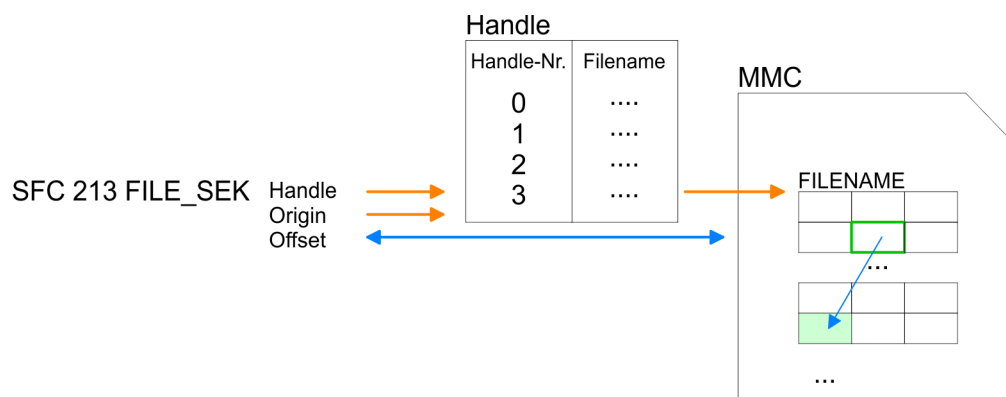 Handle
Handle-Nr. Filename
0 ....
1 ....
2 ....
3 ....
MMC
SFC 213 FILE_SEK
Handle
Origin
Offset
FILENAME
...
...